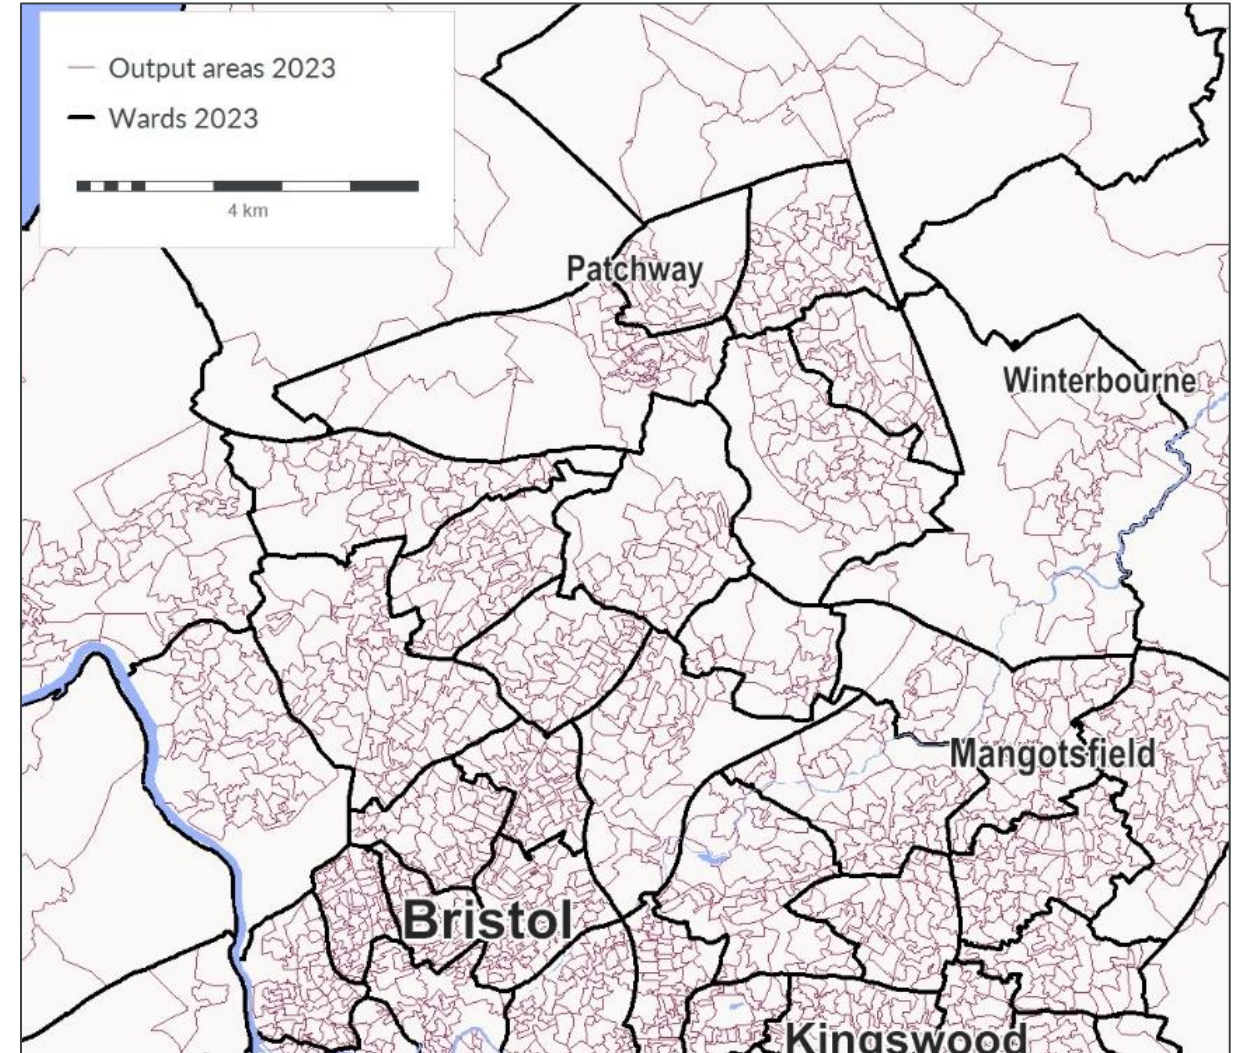 Output areas 2023
Wards 2023
4 km
Patchway
Winterbourne
Mangotsfield
Bristol
Kingswood